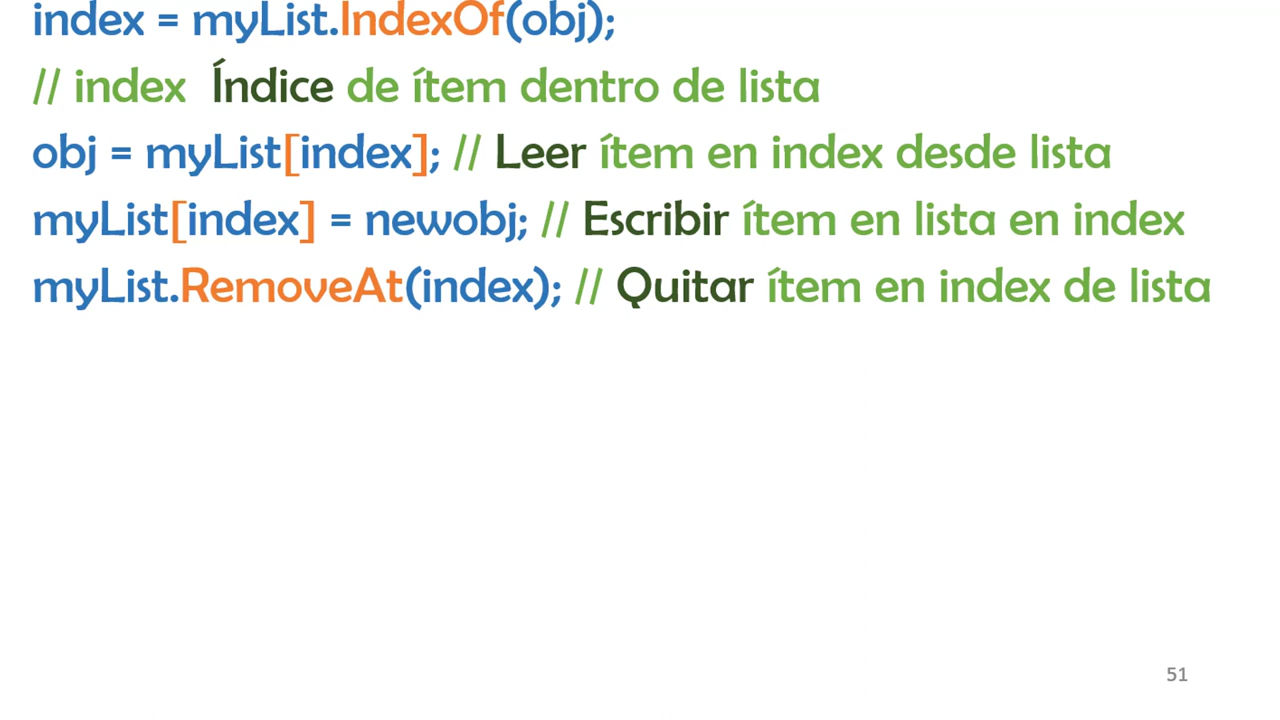 index = myList.IndexOf(obj);
// index Índice de ítem dentro de lista
obj = myList[index]; // Leer ítem en index desde lista
myList[index] = newobj; // Escribir ítem en lista en index
myList.RemoveAt(index); // Quitar ítem en index de lista
51